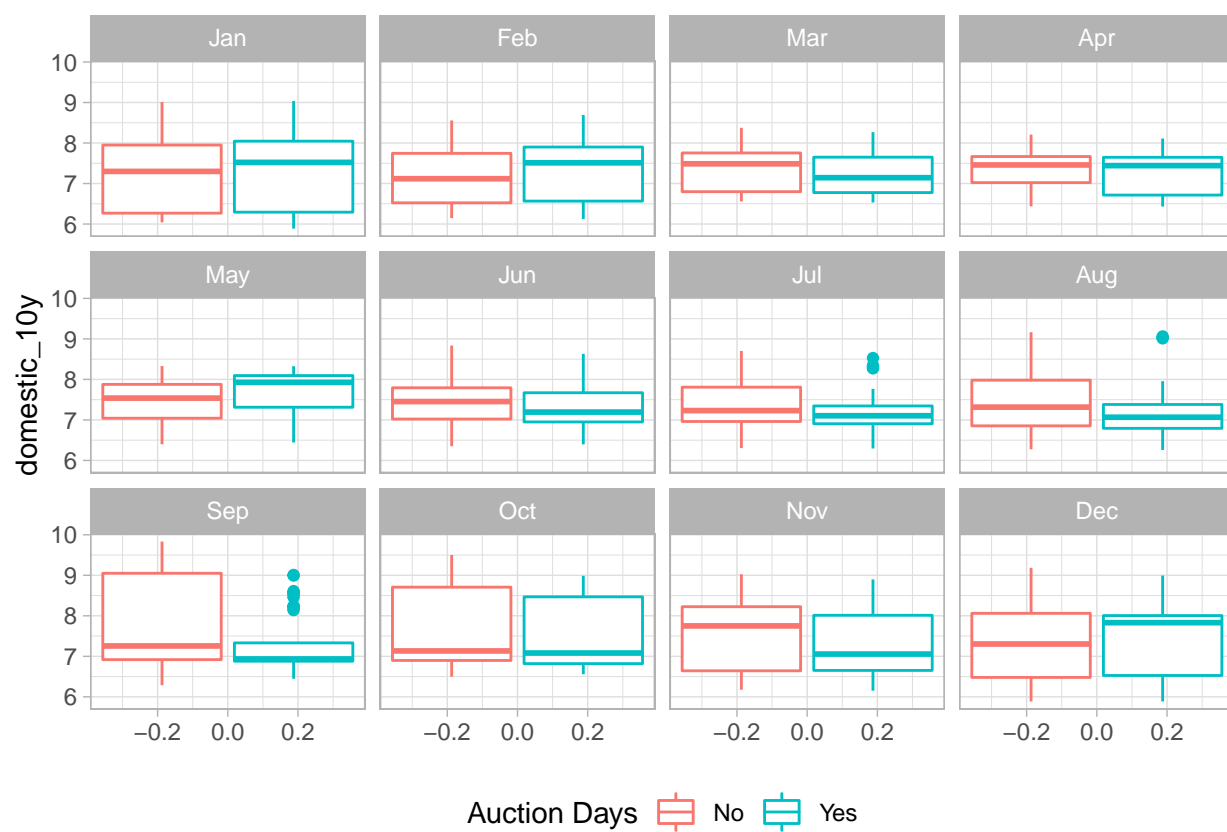 Jan Feb Mar Apr
10
9
8
7
6
May Jun Jul Aug
10
9
8
7
6
domestic_10y
Sep Oct Nov Dec
10
9
8
7
6
−0.2 0.0 0.2 −0.2 0.0 0.2 −0.2 0.0 0.2 −0.2 0.0 0.2
Auction Days No Yes